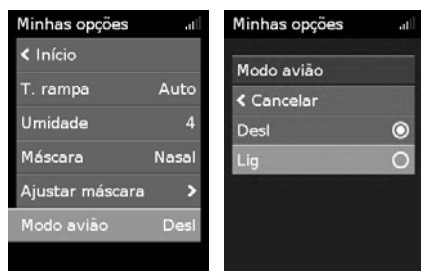 Minhas opções
< Início
T. rampa Auto
Umidade 4
Máscara Nasal
Ajustar máscara >
Modo avião Desl
Minhas opções
Modo avião
< Cancelar
Desl
Lig